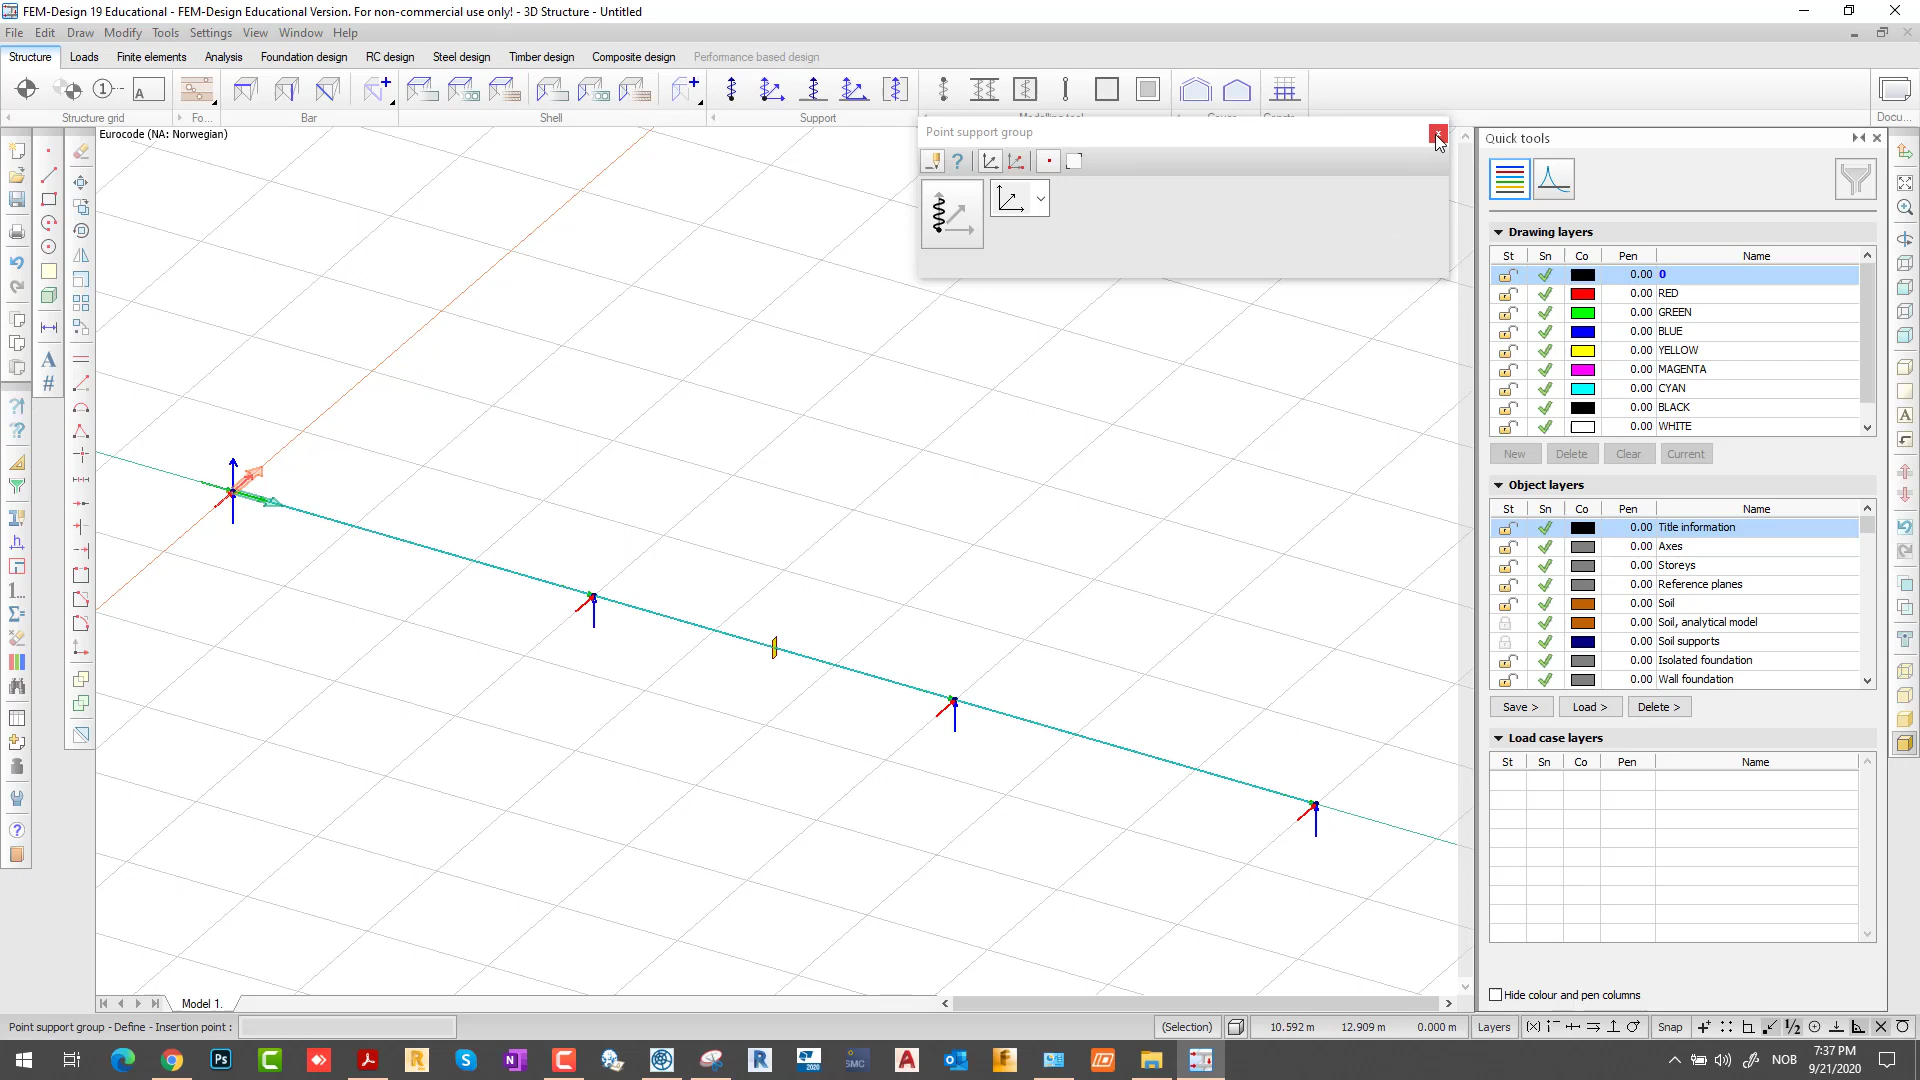 FEM-Design 19 Educational - FEM-Design Educational Version. For non-commercial use only! - 3D Structure - Untitled
File Edit Draw Modify Tools Settings View Window Help
Structure Loads Finite elements Analysis Foundation design RC design Steel design Timber design Composite design Performance based design
Structure grid Fo... Bar Shell Support Docu...
Eurocode (NA: Norwegian)
Point support group
Quick tools
Drawing layers
St Sn Co Pen Name
0.00 0
0.00 RED
0.00 GREEN
0.00 BLUE
0.00 YELLOW
0.00 MAGENTA
0.00 CYAN
0.00 BLACK
0.00 WHITE
New Delete Clear Current
Object layers
St Sn Co Pen Name
0.00 Title information
0.00 Axes
0.00 Storeys
0.00 Reference planes
0.00 Soil
0.00 Soil, analytical model
0.00 Soil supports
0.00 Isolated foundation
0.00 Wall foundation
Save > Load > Delete >
Load case layers
St Sn Co Pen Name
Hide colour and pen columns
Model 1.
Point support group - Define - Insertion point :
(Selection) 10.592 m 12.909 m 0.000 m Layers Snap
NOB
7:37 PM
9/21/2020